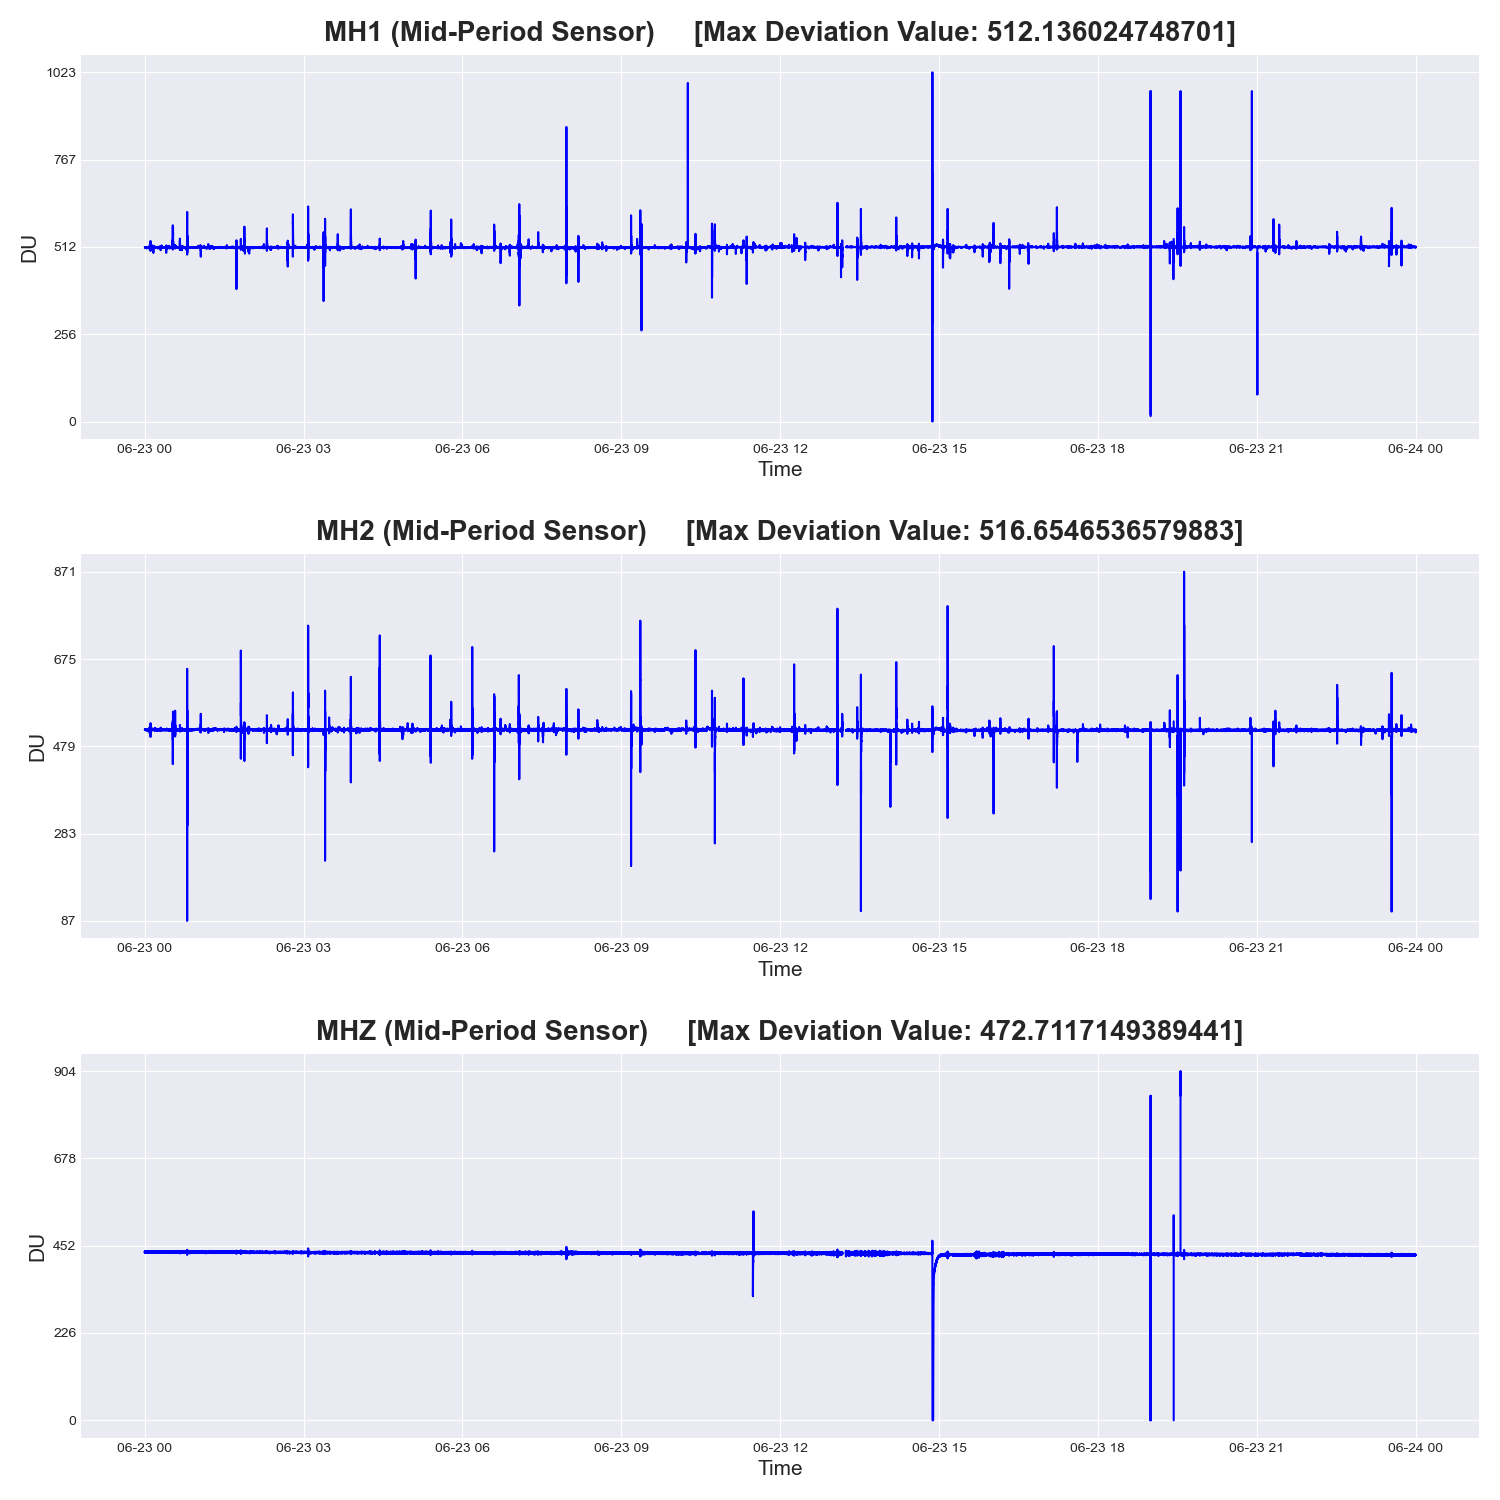 MH1 (Mid-Period Sensor) [Max Deviation Value: 512.136024748701]
1023
767
512
256
0
DU
06-23 00 06-23 03 06-23 06 06-23 09 06-23 12 06-23 15 06-23 18 06-23 21 06-24 00
Time
MH2 (Mid-Period Sensor) [Max Deviation Value: 516.6546536579883]
871
675
479
283
87
DU
06-23 00 06-23 03 06-23 06 06-23 09 06-23 12 06-23 15 06-23 18 06-23 21 06-24 00
Time
MHZ (Mid-Period Sensor) [Max Deviation Value: 472.7117149389441]
904
678
452
226
0
DU
06-23 00 06-23 03 06-23 06 06-23 09 06-23 12 06-23 15 06-23 18 06-23 21 06-24 00
Time